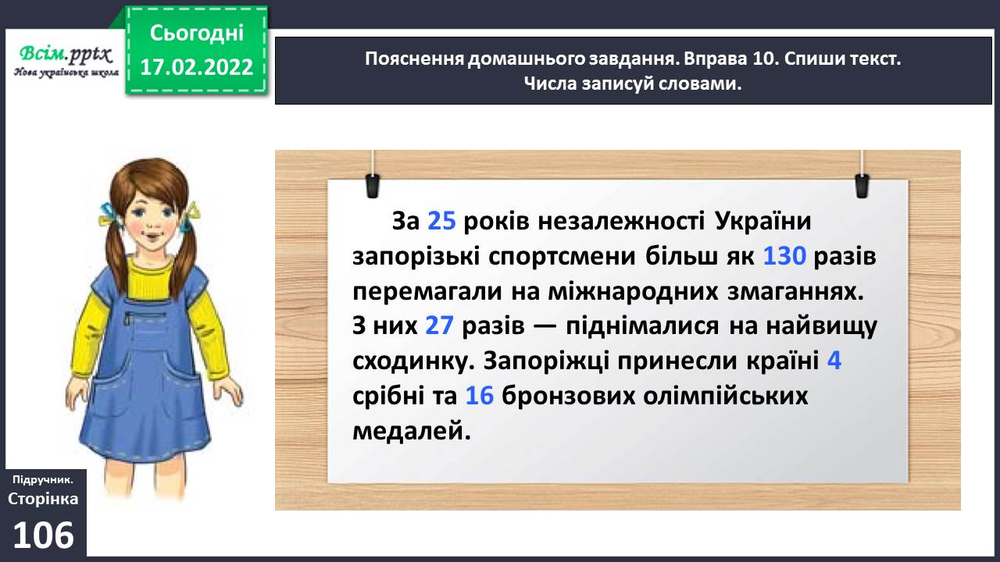 Всім.pptx
Нова українська школа
Сьогодні
17.02.2022
Пояснення домашнього завдання. Вправа 10. Спиши текст.
Числа записуй словами.
За 25 років незалежності України
запорізькі спортсмени більш як 130 разів
перемагали на міжнародних змаганнях.
З них 27 разів — піднімалися на найвищу
сходинку. Запоріжці принесли країні 4
срібні та 16 бронзових олімпійських
медалей.
Підручник.
Сторінка
106